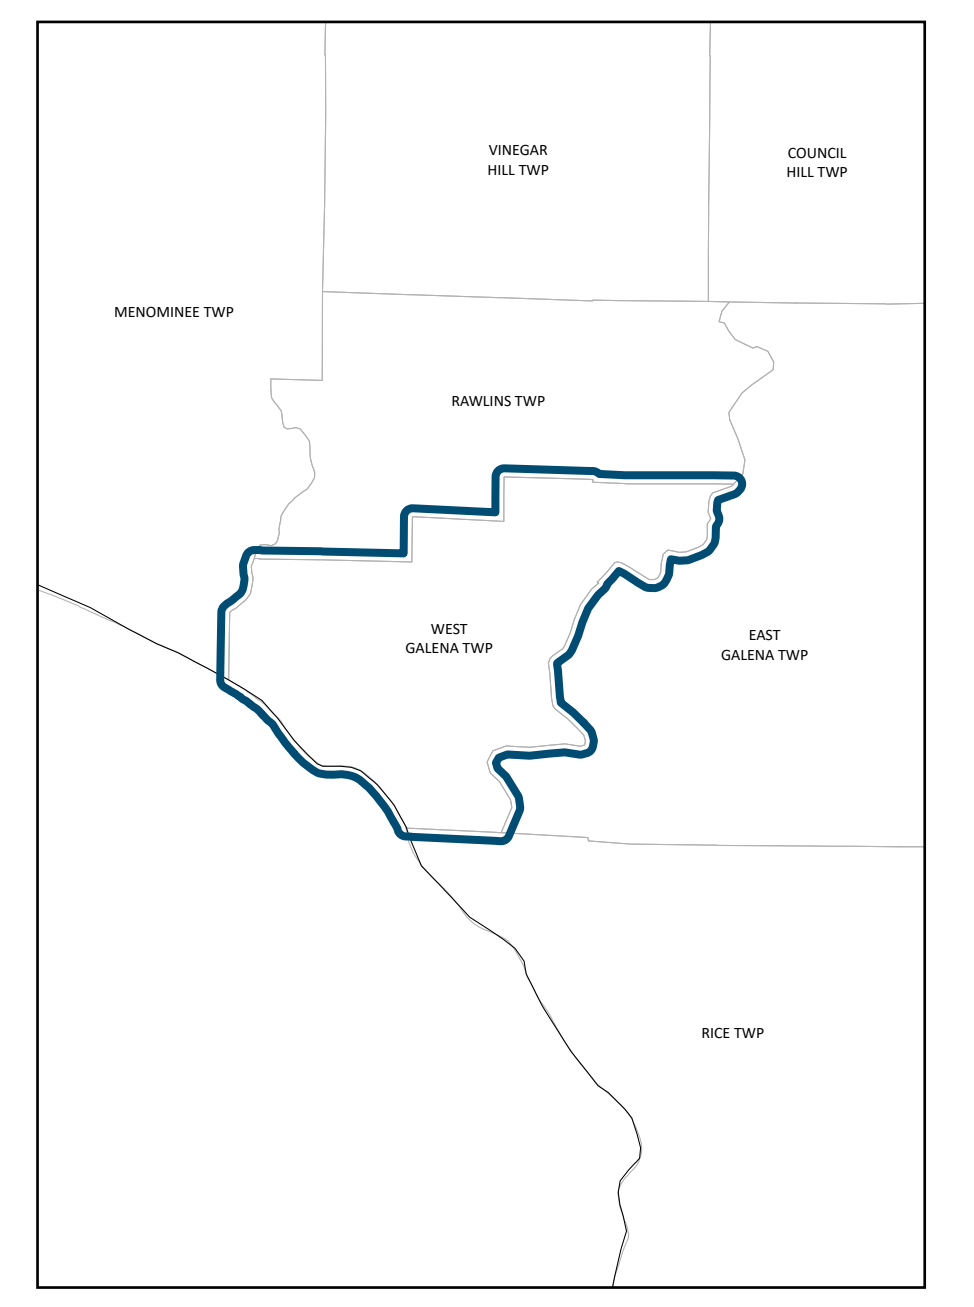 VINEGAR
HILL TWP
COUNCIL
HILL TWP
MENOMINEE TWP
RAWLINS TWP
WEST
GALENA TWP
EAST
GALENA TWP
RICE TWP